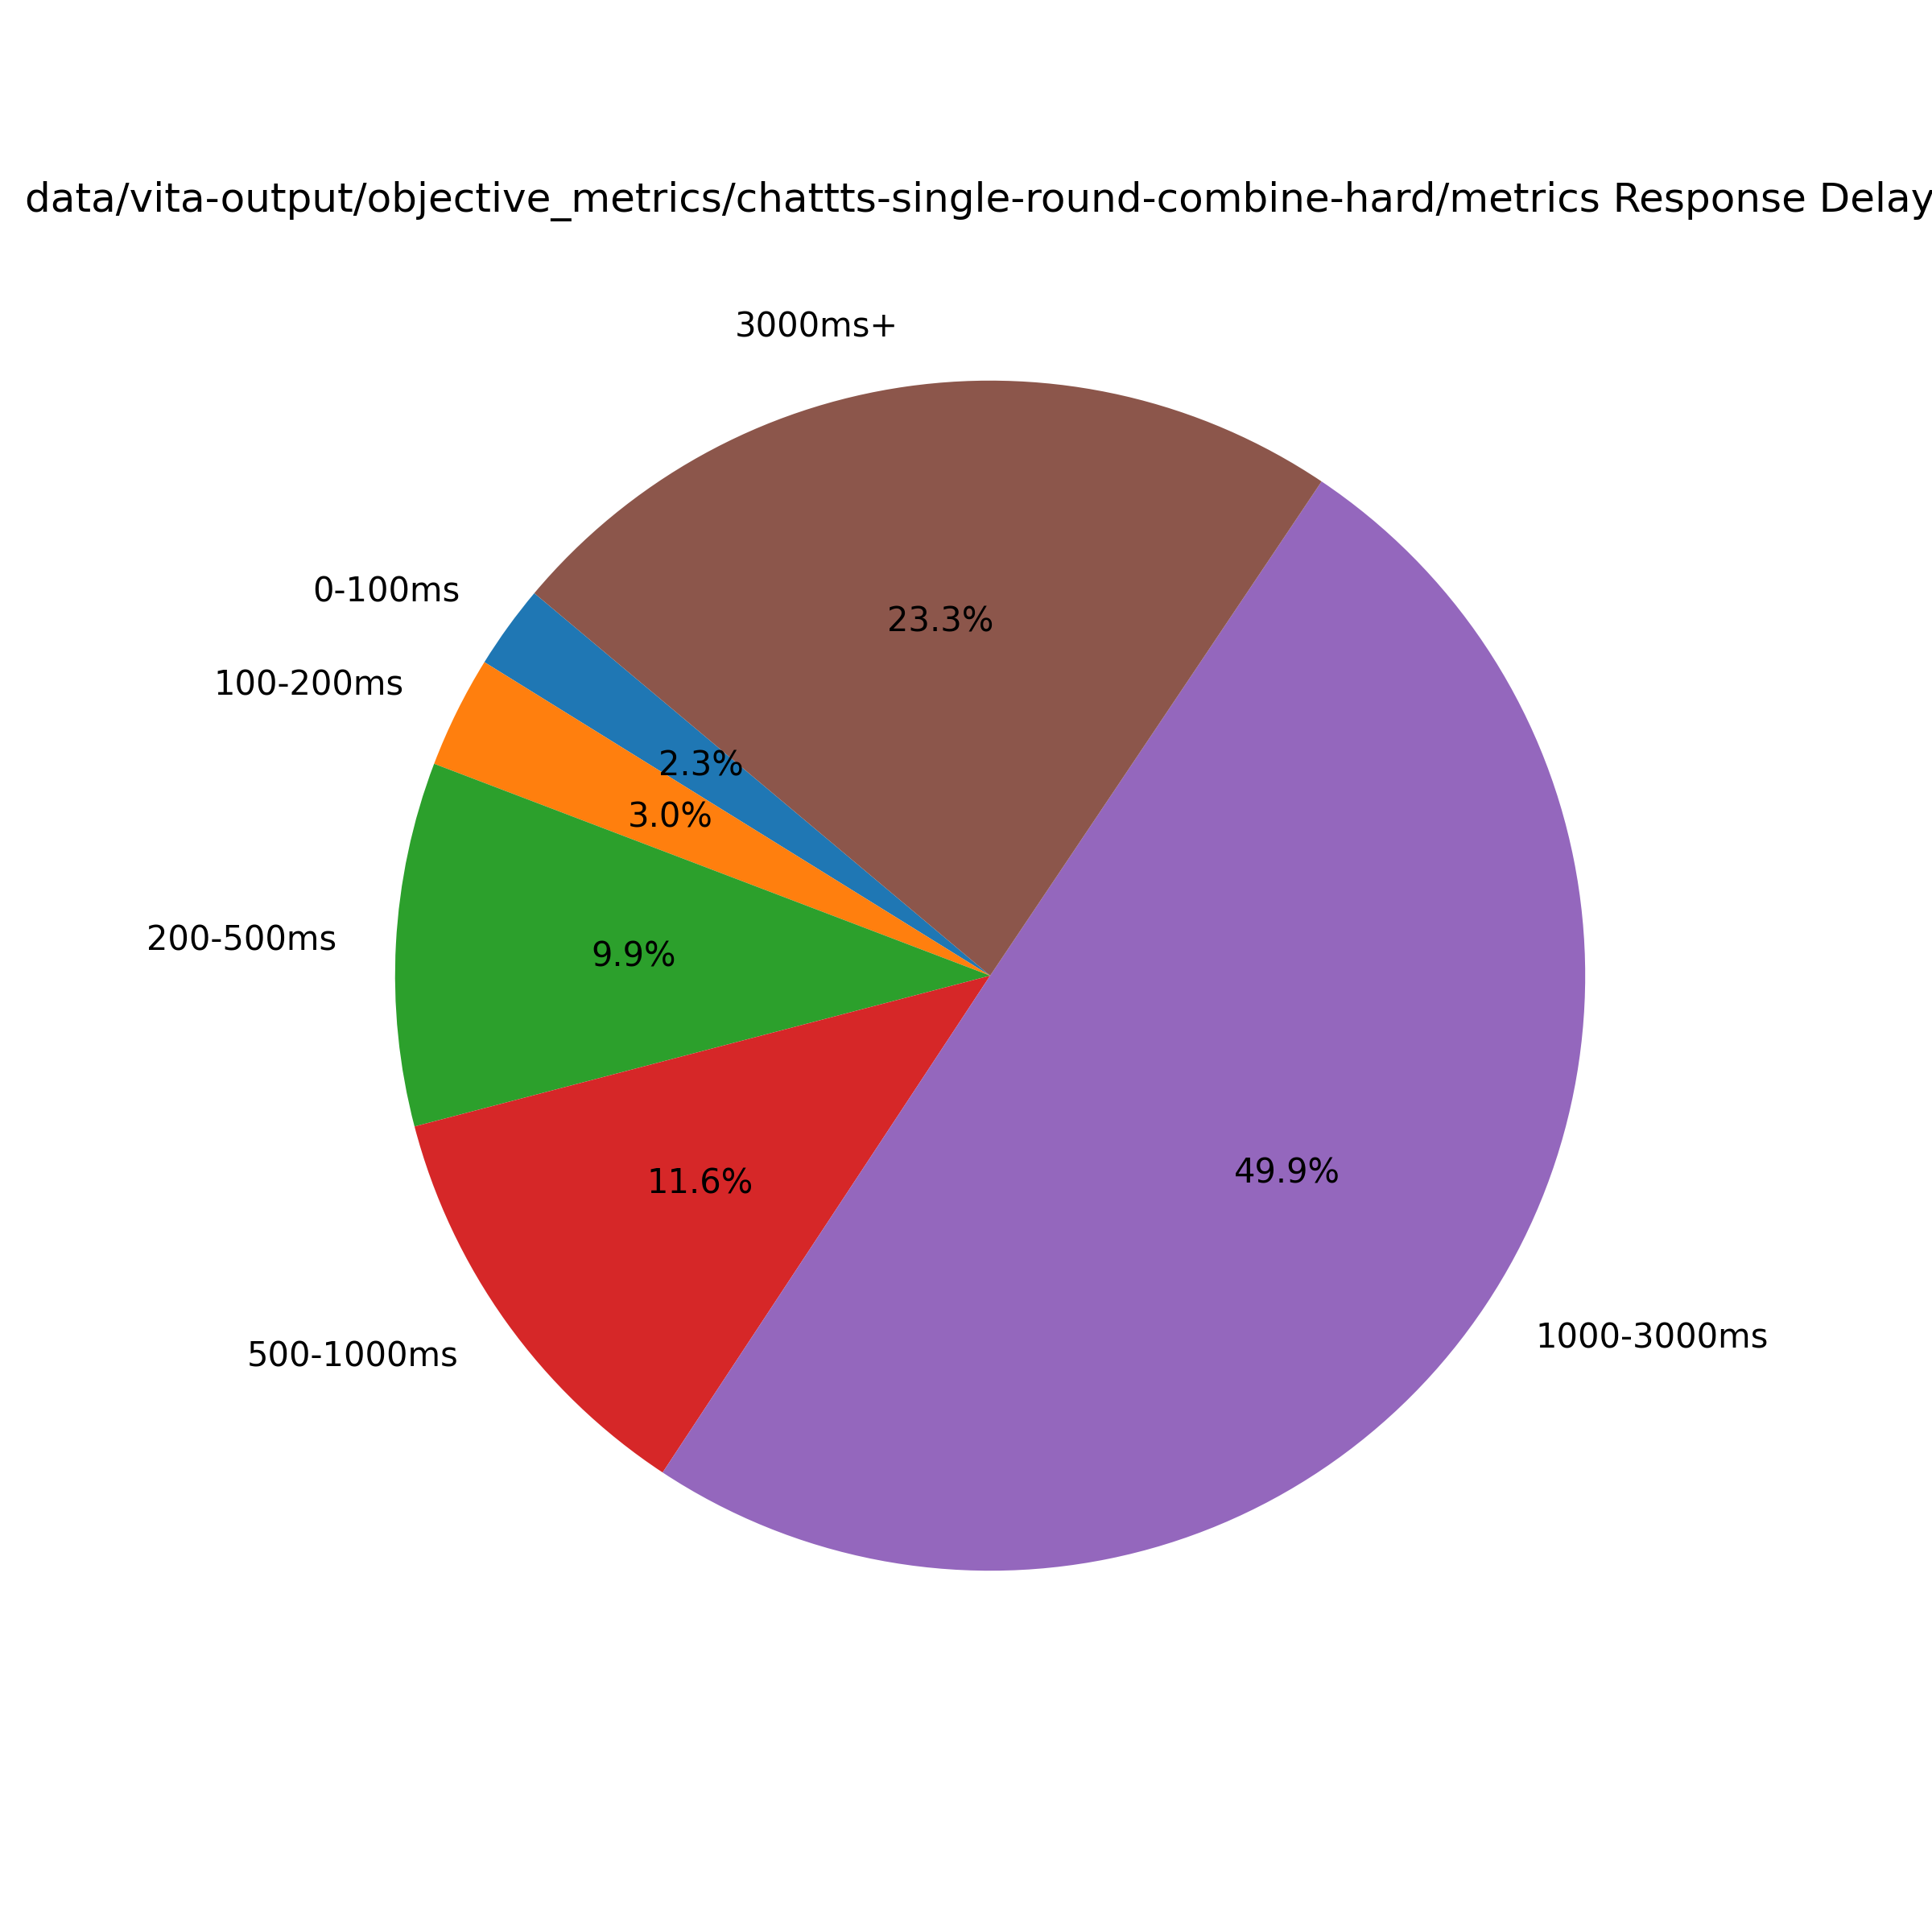 data/vita-output/objective_metrics/chattts-single-round-combine-hard/metrics Response Delay
3000ms+
23.3%
0-100ms
2.3%
100-200ms
3.0%
200-500ms
9.9%
500-1000ms
11.6%
49.9%
1000-3000ms